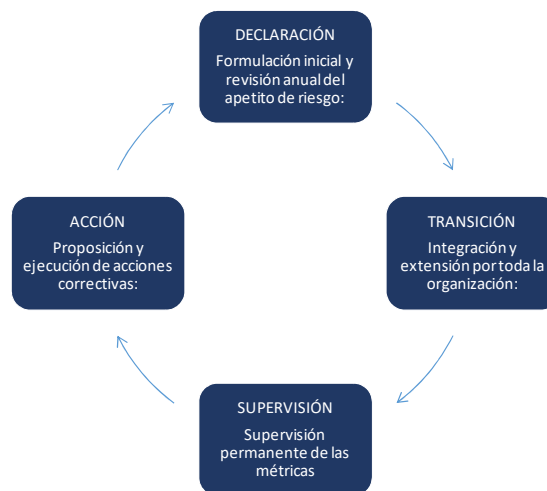 DECLARACIÓN
Formulación inicial y
revisión anual del
apetito de riesgo:
ACCIÓN
Proposición y
ejecución de acciones
correctivas:
TRANSICIÓN
Integración y
extensión por toda la
organización:
SUPERVISIÓN
Supervisión
permanente de las
métricas